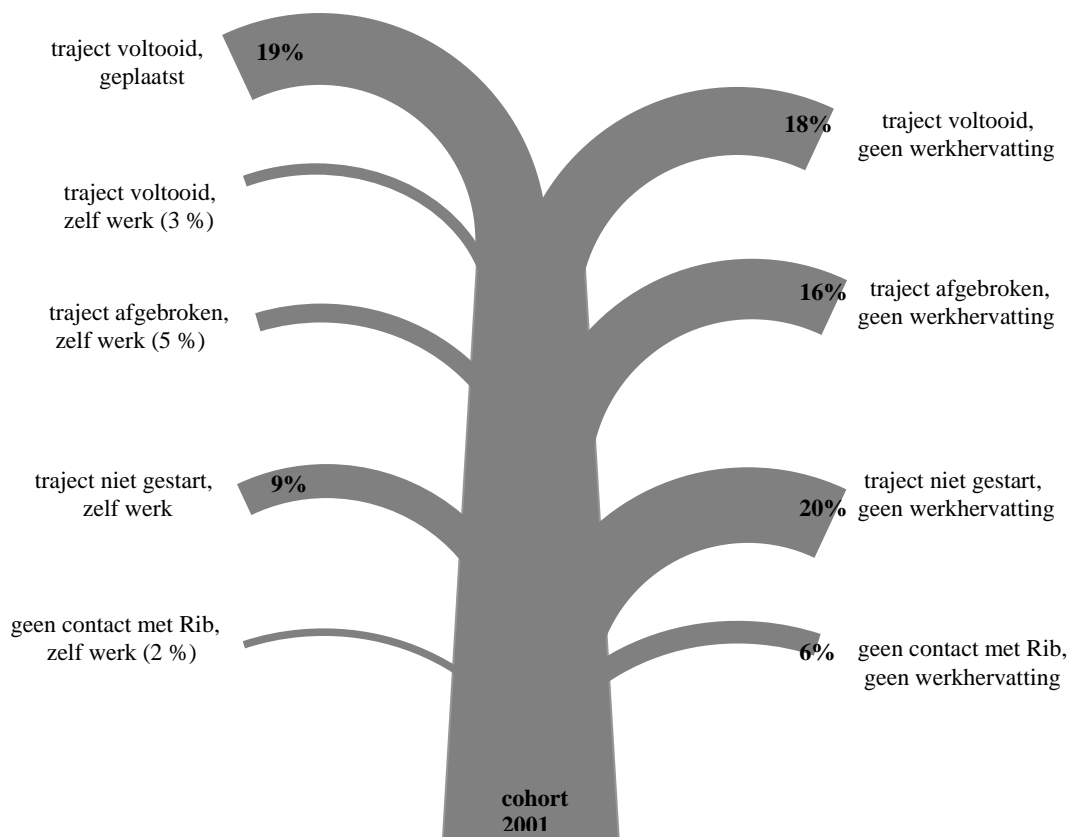 traject voltooid,
geplaatst
19%
traject voltooid,
zelf werk (3 %)
traject afgebroken,
zelf werk (5 %)
traject niet gestart,
zelf werk
9%
geen contact met Rib,
zelf werk (2 %)
18%
traject voltooid,
geen werkhervatting
16%
traject afgebroken,
geen werkhervatting
20%
traject niet gestart,
geen werkhervatting
6%
geen contact met Rib,
geen werkhervatting
cohort
2001